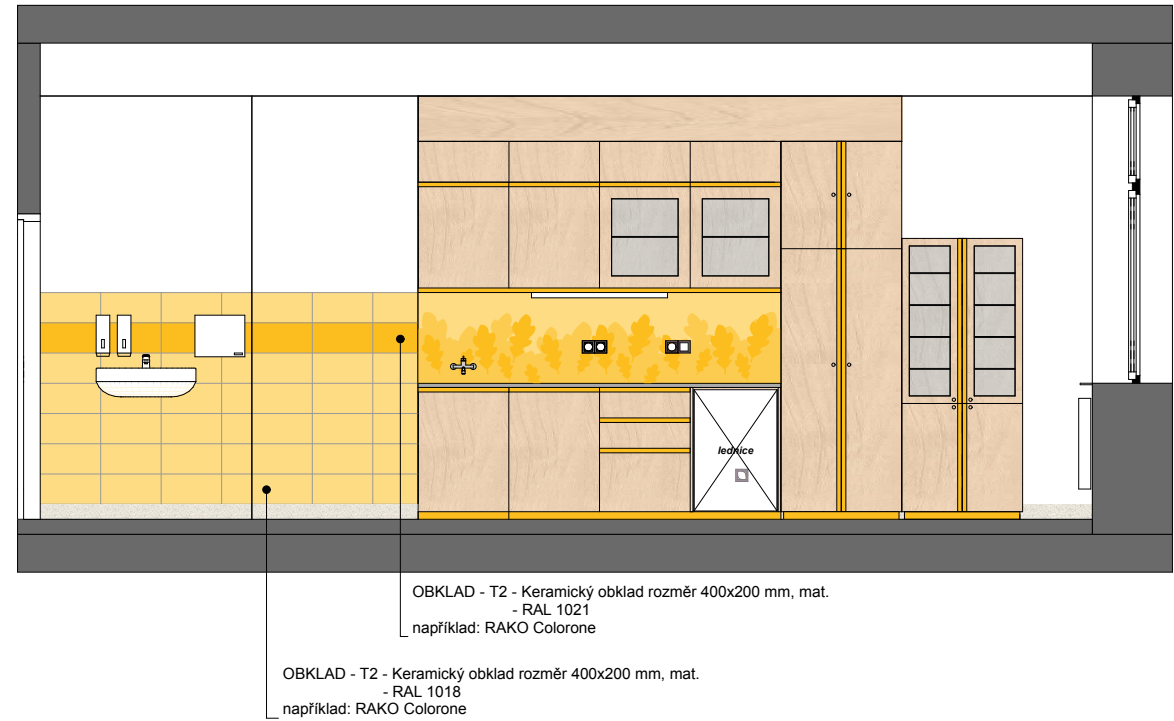 lednice
OBKLAD - T2 - Keramický obklad rozměr 400x200 mm, mat.
- RAL 1021
například: RAKO Colorone
OBKLAD - T2 - Keramický obklad rozměr 400x200 mm, mat.
- RAL 1018
například: RAKO Colorone